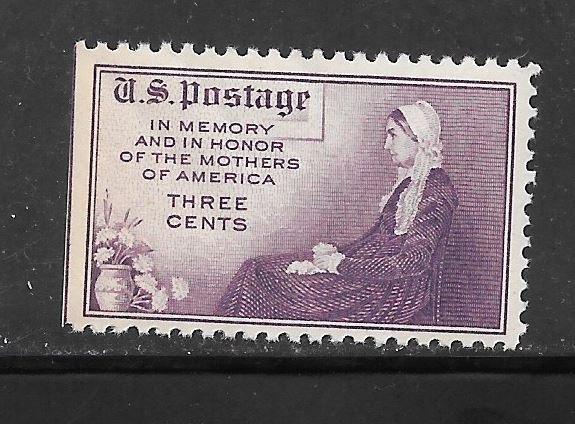 U.S. Postage
IN MEMORY
AND IN HONOR
OF THE MOTHERS
OF AMERICA
THREE
CENTS